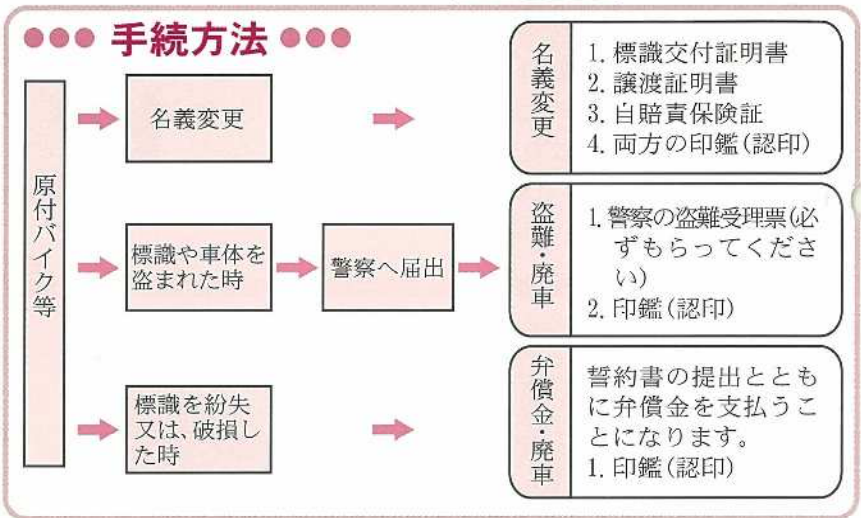 ●●● 手続方法 ●●●
原付バイク等
名義変更
名義変更
1. 標識交付証明書
2. 譲渡証明書
3. 自賠責保険証
4. 両方の印鑑(認印)
標識や車体を
盗まれた時
警察へ届出
盗難・廃車
1. 警察の盗難受理票(必
ずもらってくださ
い)
2. 印鑑(認印)
標識を紛失
又は、破損し
た時
弁償金・廃車
誓約書の提出ととも
に弁償金を支払うこ
とになります。
1. 印鑑(認印)